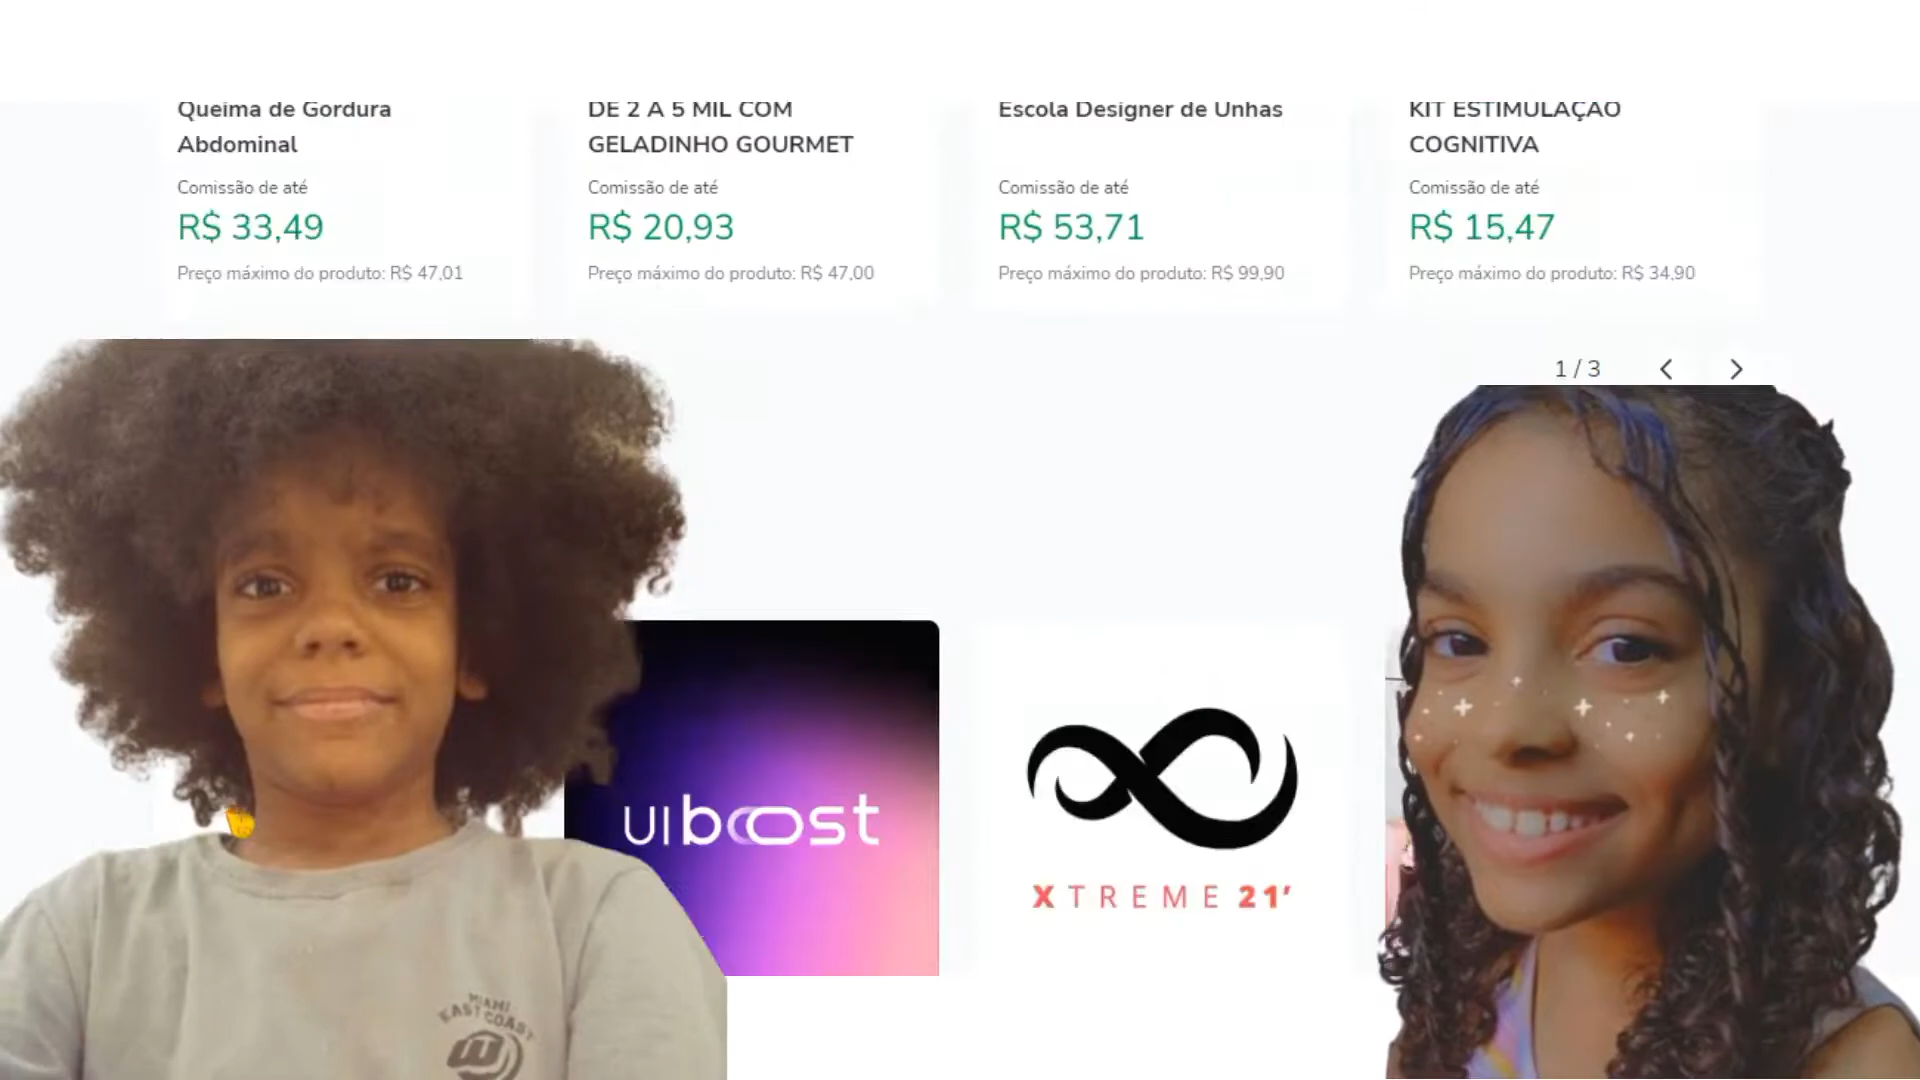 Queima de Gordura
Abdominal
Comissão de até
R$ 33,49
Preço máximo do produto: R$ 47,01
DE 2 A 5 MIL COM
GELADINHO GOURMET
Comissão de até
R$ 20,93
Preço máximo do produto: R$ 47,00
Escola Designer de Unhas
Comissão de até
R$ 53,71
Preço máximo do produto: R$ 99,90
KIT ESTIMULAÇÃO
COGNITIVA
Comissão de até
R$ 15,47
Preço máximo do produto: R$ 34,90
1 / 3
uiboost
XTREME 21'
MIAMI
EAST COAST